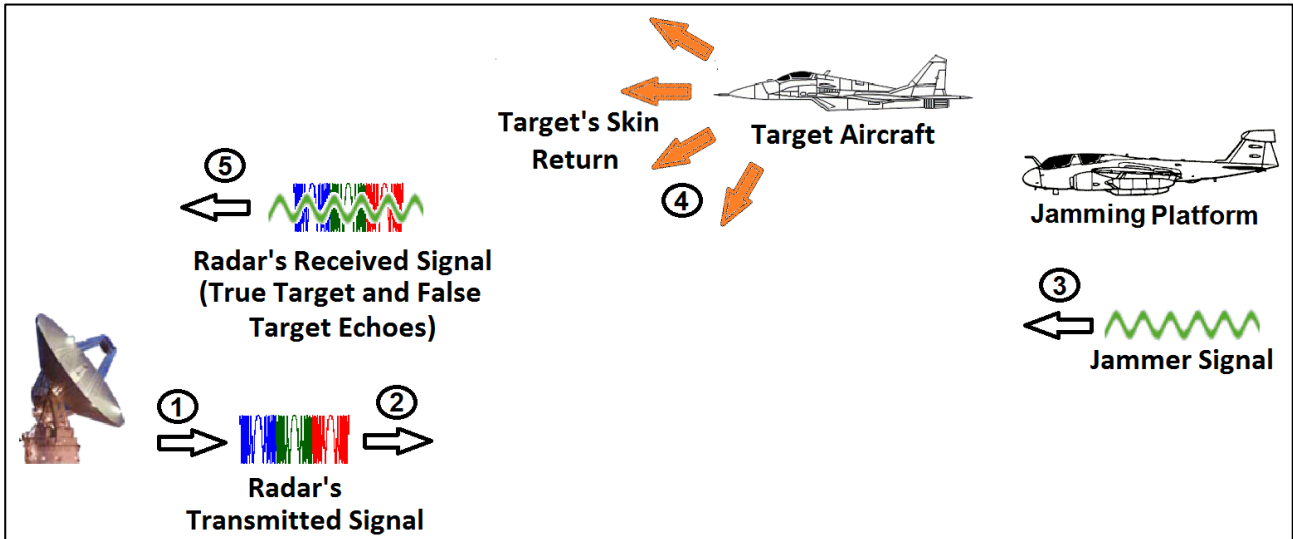 Target's Skin
Return
Target Aircraft
4
Jamming Platform
5
Radar's Received Signal
(True Target and False
Target Echoes)
3
Jammer Signal
1
2
Radar's
Transmitted Signal